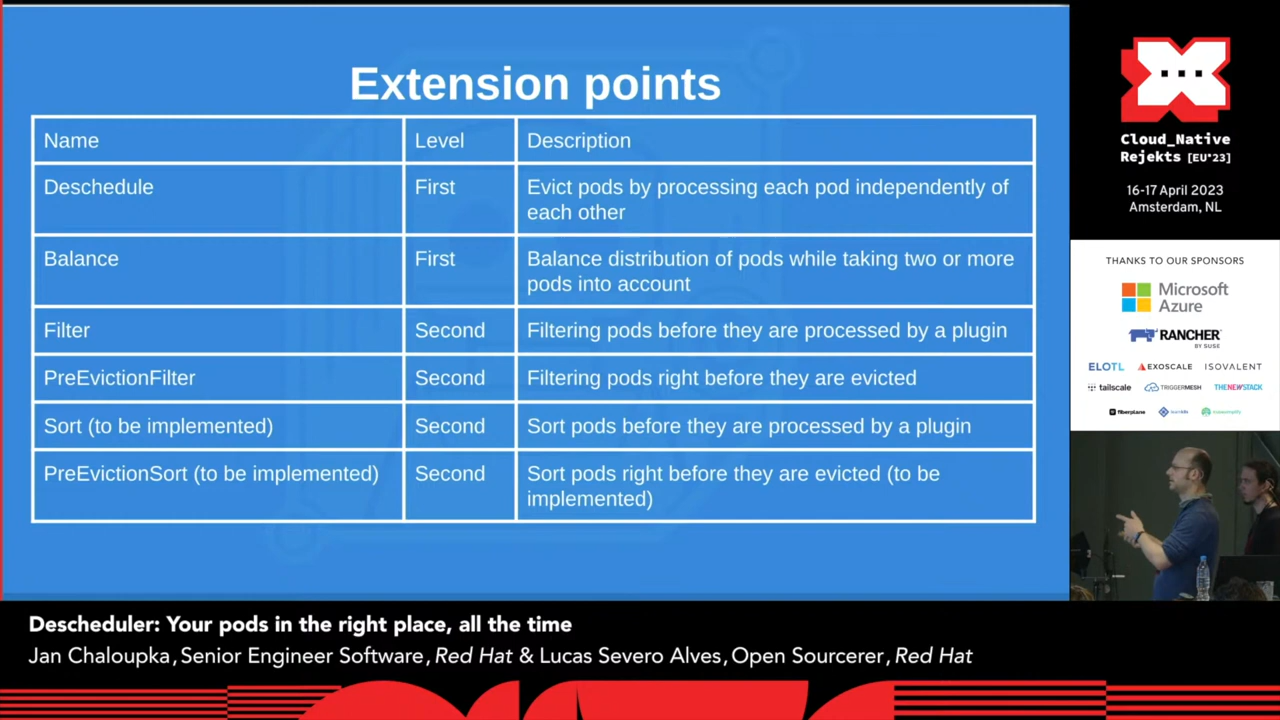 Extension points
Name Level Description
Deschedule First Evict pods by processing each pod independently of
each other
Balance First Balance distribution of pods while taking two or more
pods into account
Filter Second Filtering pods before they are processed by a plugin
PreEvictionFilter Second Filtering pods right before they are evicted
Sort (to be implemented) Second Sort pods before they are processed by a plugin
PreEvictionSort (to be implemented) Second Sort pods right before they are evicted (to be
implemented)
Cloud_Native
Rejekts [EU'23]
16-17 April 2023
Amsterdam, NL
THANKS TO OUR SPONSORS
Microsoft
Azure
RANCHER
BY SUSE
ELOTL EXOSCALE ISOVALENT
tailscale TRIGGERMESH THENEWSTACK
fiberplane
Descheduler: Your pods in the right place, all the time
Jan Chaloupka, Senior Engineer Software, Red Hat & Lucas Severo Alves, Open Sourcerer, Red Hat